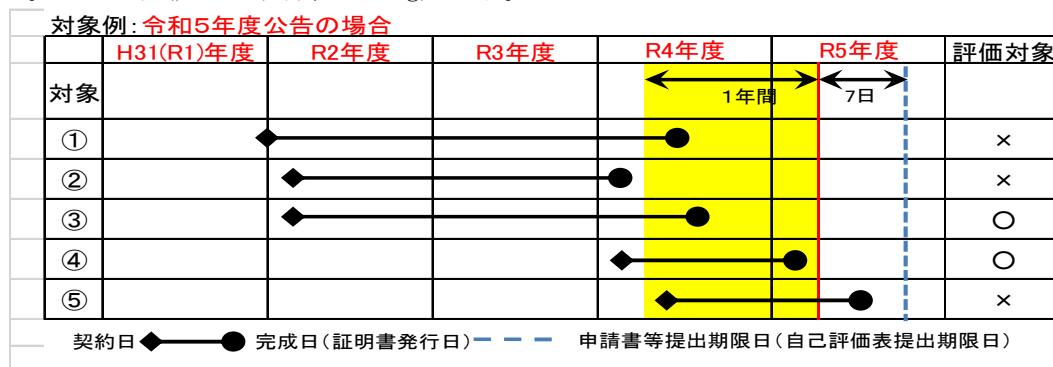 対象例：令和５年度公告の場合
H31(R1)年度 R2年度 R3年度 R4年度 R5年度 評価対象
対象 1年間 7日
① ×
② ×
③ ○
④ ○
⑤ ×
契約日 完成日（証明書発行日） 申請書等提出期限日（自己評価表提出期限日）